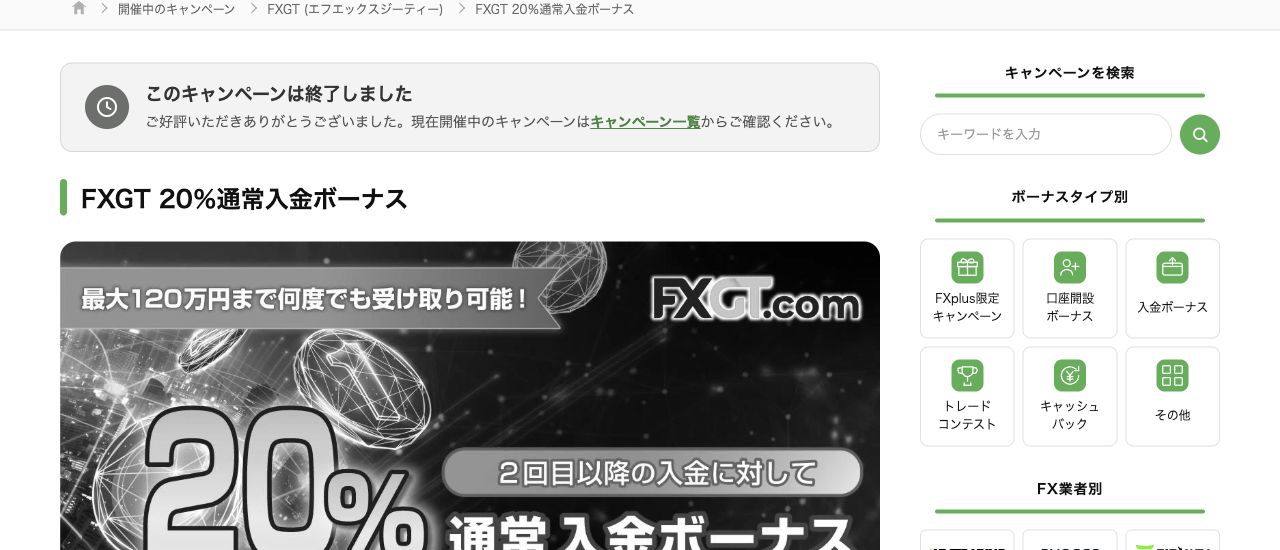 開催中のキャンペーン
FXGT (エフエックスジーティー)
FXGT 20%通常入金ボーナス
このキャンペーンは終了しました
ご好評いただきありがとうございました。現在開催中のキャンペーンはキャンペーン一覧からご確認ください。
FXGT 20%通常入金ボーナス
最大120万円まで何度でも受け取り可能！
FXGT.com
20%
2回目以降の入金に対して
通常入金ボーナス
キャンペーンを検索
キーワードを入力
ボーナスタイプ別
FXplus限定
キャンペーン
口座開設
ボーナス
入金ボーナス
トレード
コンテスト
キャッシュ
バック
その他
FX業者別